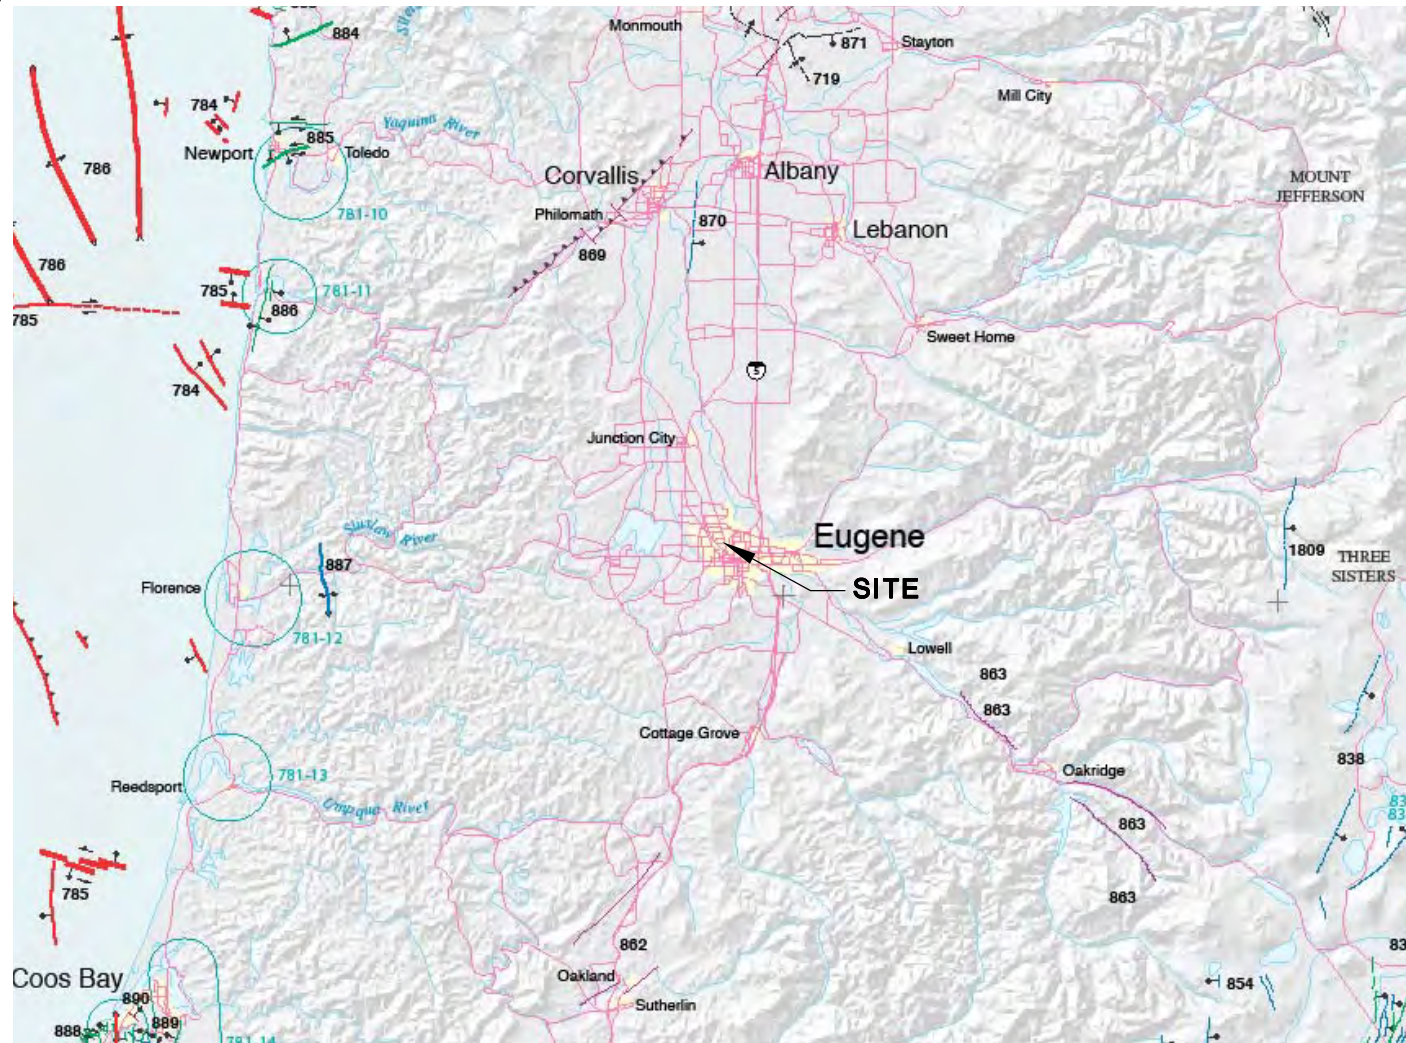 884
Monmouth
871
Stayton
719
Mill City
784
Yaquina River
885
Newport
Toledo
Corvallis
Albany
786
MOUNT
JEFFERSON
781-10
Philomath
870
Lebanon
869
786
785
781-11
886
785
Sweet Home
5
784
Junction City
Siuslaw River
Eugene
887
1809
THREE
SISTERS
Florence
SITE
781-12
Lowell
863
863
Cottage Grove
838
781-13
Oakridge
Reedsport
Umpqua River
863
785
863
862
Oakland
Coos Bay
854
890
Sutherlin
889
888
781-14